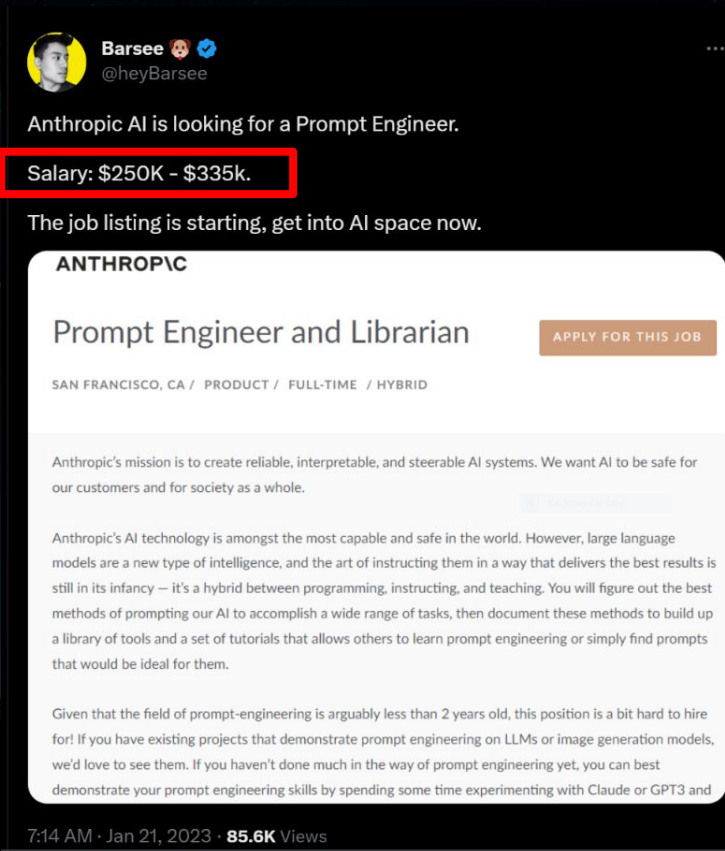 Barsee 🐶
@heyBarsee
Anthropic AI is looking for a Prompt Engineer.
Salary: $250K - $335k.
The job listing is starting, get into AI space now.
ANTHROP\C
Prompt Engineer and Librarian
APPLY FOR THIS JOB
SAN FRANCISCO, CA / PRODUCT / FULL-TIME / HYBRID
Anthropic's mission is to create reliable, interpretable, and steerable AI systems. We want AI to be safe for
our customers and for society as a whole.
Anthropic's AI technology is amongst the most capable and safe in the world. However, large language
models are a new type of intelligence, and the art of instructing them in a way that delivers the best results is
still in its infancy — it's a hybrid between programming, instructing, and teaching. You will figure out the best
methods of prompting our AI to accomplish a wide range of tasks, then document these methods to build up
a library of tools and a set of tutorials that allows others to learn prompt engineering or simply find prompts
that would be ideal for them.
Given that the field of prompt-engineering is arguably less than 2 years old, this position is a bit hard to hire
for! If you have existing projects that demonstrate prompt engineering on LLMs or image generation models,
we'd love to see them. If you haven't done much in the way of prompt engineering yet, you can best
demonstrate your prompt engineering skills by spending some time experimenting with Claude or GPT3 and
7:14 AM · Jan 21, 2023 · 85.6K Views